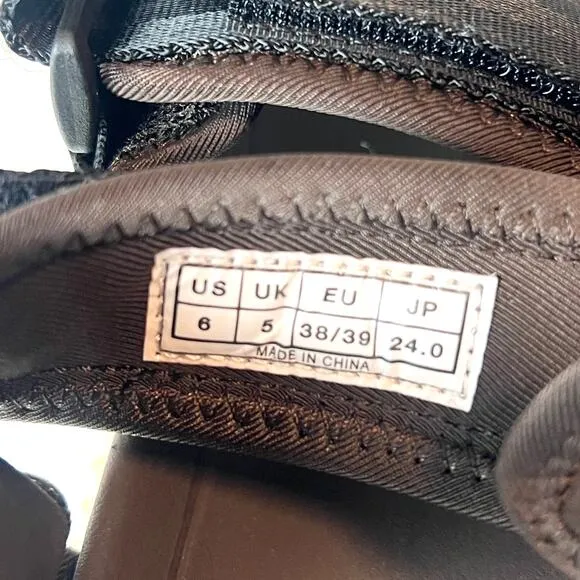 US UK EU JP
6 5 38/39 24.0
MADE IN CHINA